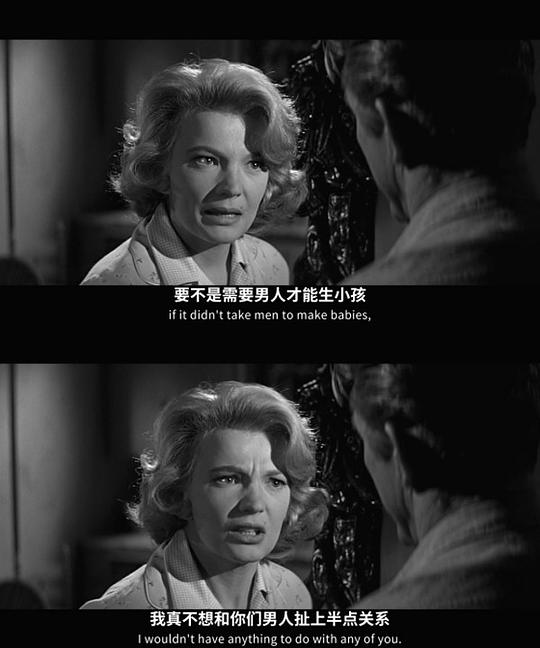 要不是需要男人才能生小孩
if it didn't take men to make babies,
我真不想和你们男人扯上半点关系
I wouldn't have anything to do with any of you.